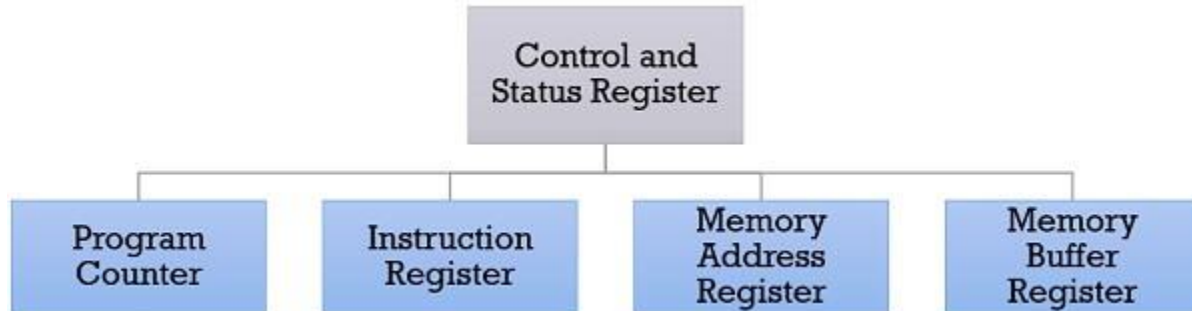 Control and
Status Register
Program
Counter
Instruction
Register
Memory
Address
Register
Memory
Buffer
Register